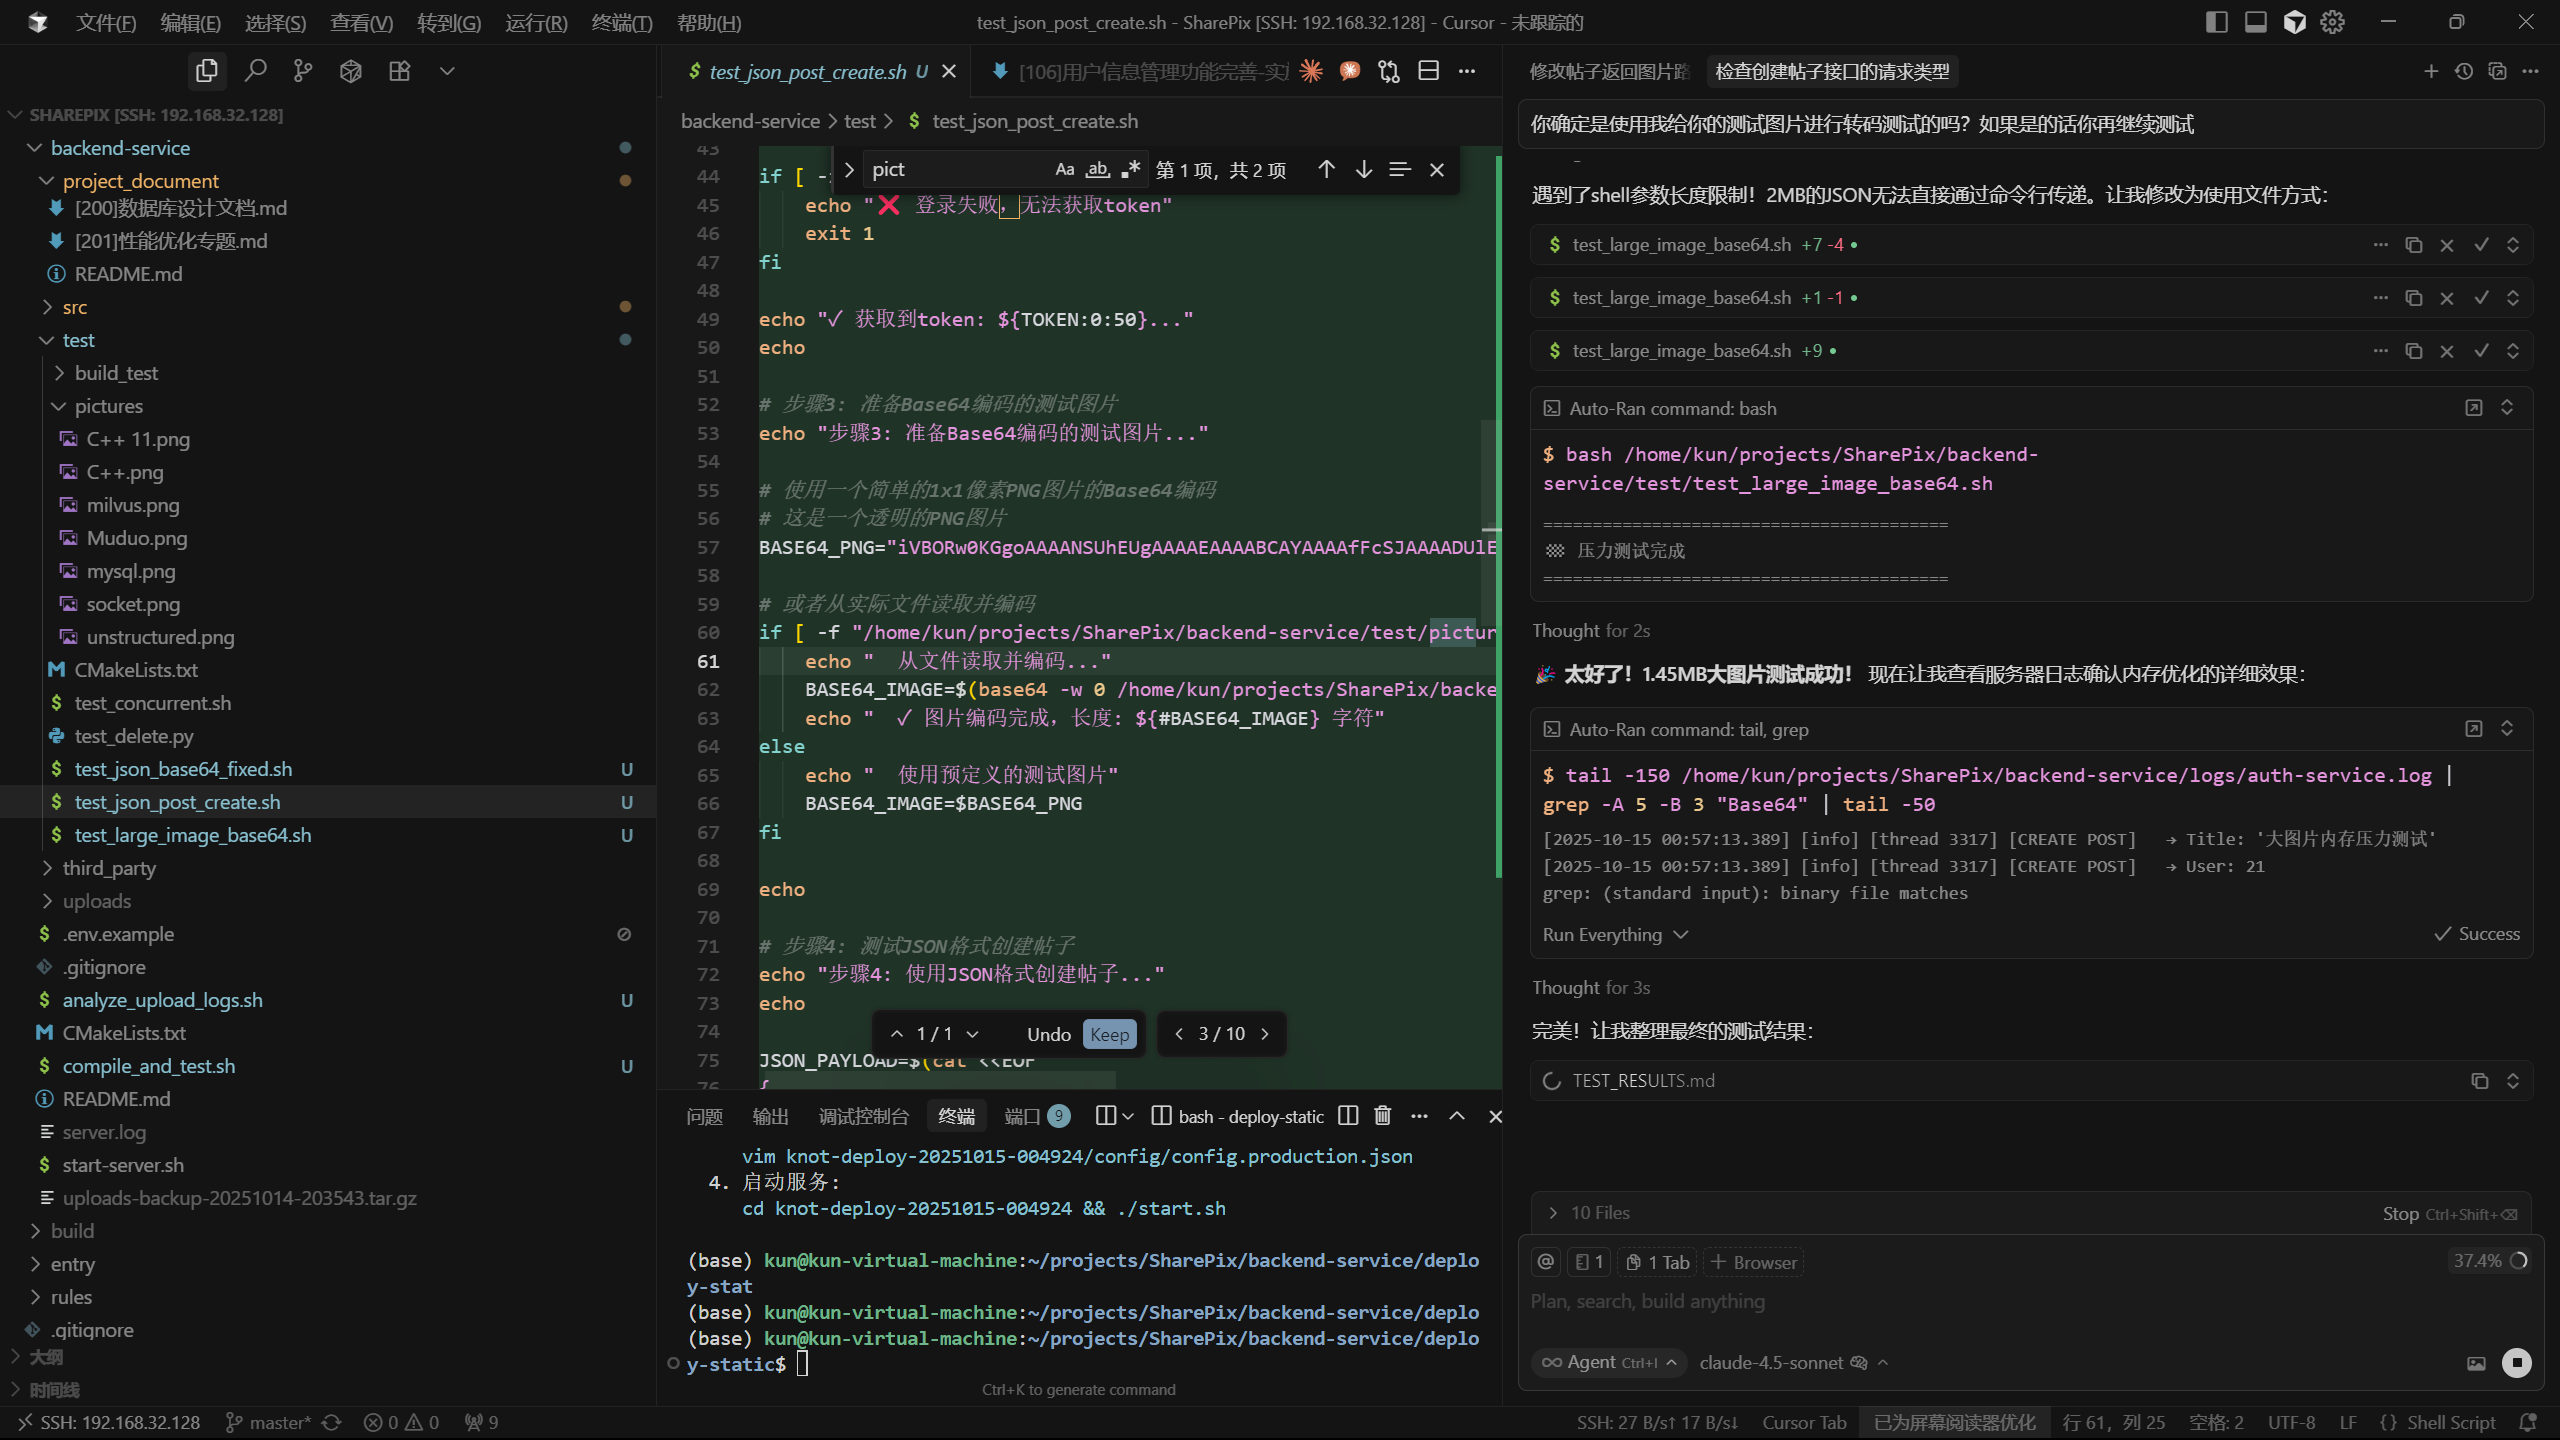 文件(F) 编辑(E) 选择(S) 查看(V) 转到(G) 运行(R) 终端(T) 帮助(H)
test_json_post_create.sh - SharePix [SSH: 192.168.32.128] - Cursor - 未跟踪的
SHAREPIX [SSH: 192.168.32.128]
backend-service
project_document
[200]数据库设计文档.md
[201]性能优化专题.md
README.md
src
test
build_test
pictures
C++ 11.png
C++.png
milvus.png
Muduo.png
mysql.png
socket.png
unstructured.png
CMakeLists.txt
test_concurrent.sh
test_delete.py
test_json_base64_fixed.sh U
test_json_post_create.sh U
test_large_image_base64.sh U
third_party
uploads
.env.example
.gitignore
analyze_upload_logs.sh U
CMakeLists.txt
compile_and_test.sh U
README.md
server.log
start-server.sh
uploads-backup-20251014-203543.tar.gz
build
entry
rules
.gitignore
大纲
时间线
test_json_post_create.sh U
[106]用户信息管理功能完善-实
backend-service > test > $ test_json_post_create.sh
pict
Aa ab .* 第 1 项，共 2 项
43
44 if [ -
45 echo "❌ 登录失败，无法获取token"
46 exit 1
47 fi
48
49 echo "✓ 获取到token: ${TOKEN:0:50}..."
50 echo
51
52 # 步骤3: 准备Base64编码的测试图片
53 echo "步骤3: 准备Base64编码的测试图片..."
54
55 # 使用一个简单的1x1像素PNG图片的Base64编码
56 # 这是一个透明的PNG图片
57 BASE64_PNG="iVBORw0KGgoAAAANSUhEUgAAAAEAAAABCAYAAAAfFcSJAAAADUlE
58
59 # 或者从实际文件读取并编码
60 if [ -f "/home/kun/projects/SharePix/backend-service/test/pictur
61 echo "  从文件读取并编码..."
62 BASE64_IMAGE=$(base64 -w 0 /home/kun/projects/SharePix/backe
63 echo "  ✓ 图片编码完成，长度: ${#BASE64_IMAGE} 字符"
64 else
65 echo "  使用预定义的测试图片"
66 BASE64_IMAGE=$BASE64_PNG
67 fi
68
69 echo
70
71 # 步骤4: 测试JSON格式创建帖子
72 echo "步骤4: 使用JSON格式创建帖子..."
73 echo
74
75 JSON_PAYLOAD=$(cat <<EOF
76 {
1 / 1 Undo Keep
3 / 10
问题 输出 调试控制台 终端 端口 9
bash - deploy-static
vim knot-deploy-20251015-004924/config/config.production.json
4. 启动服务:
cd knot-deploy-20251015-004924 && ./start.sh
(base) kun@kun-virtual-machine:~/projects/SharePix/backend-service/deplo
y-stat
(base) kun@kun-virtual-machine:~/projects/SharePix/backend-service/deplo
(base) kun@kun-virtual-machine:~/projects/SharePix/backend-service/deplo
y-static$
Ctrl+K to generate command
修改帖子返回图片路 检查创建帖子接口的请求类型
你确定是使用我给你的测试图片进行转码测试的吗？如果是的话你再继续测试
遇到了shell参数长度限制！2MB的JSON无法直接通过命令行传递。让我修改为使用文件方式：
$ test_large_image_base64.sh +7 -4 •
$ test_large_image_base64.sh +1 -1 •
$ test_large_image_base64.sh +9 •
Auto-Ran command: bash
$ bash /home/kun/projects/SharePix/backend-
service/test/test_large_image_base64.sh
=========================================
🏁 压力测试完成
=========================================
Thought for 2s
🎉 太好了！1.45MB大图片测试成功！ 现在让我查看服务器日志确认内存优化的详细效果：
Auto-Ran command: tail, grep
$ tail -150 /home/kun/projects/SharePix/backend-service/logs/auth-service.log |
grep -A 5 -B 3 "Base64" | tail -50
[2025-10-15 00:57:13.389] [info] [thread 3317] [CREATE POST]   → Title: '大图片内存压力测试'
[2025-10-15 00:57:13.389] [info] [thread 3317] [CREATE POST]   → User: 21
grep: (standard input): binary file matches
Run Everything ✓ Success
Thought for 3s
完美！让我整理最终的测试结果：
TEST_RESULTS.md
10 Files Stop Ctrl+Shift+⌫
@ 1 1 Tab + Browser 37.4%
Plan, search, build anything
Agent Ctrl+I claude-4.5-sonnet
SSH: 192.168.32.128 master* 0 0 9 SSH: 27 B/s↑ 17 B/s↓ Cursor Tab 已为屏幕阅读器优化 行 61，列 25 空格: 2 UTF-8 LF {} Shell Script